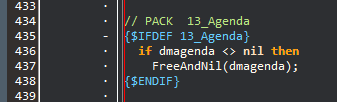 433
434 // PACK  13_Agenda
435 - {$IFDEF 13_Agenda}
436 if dmagenda <> nil then
437 FreeAndNil(dmagenda);
438 {$ENDIF}
439